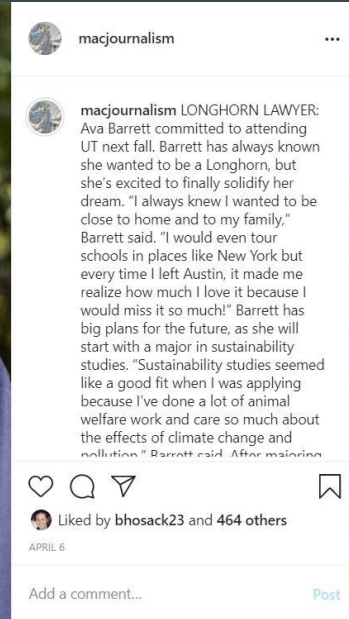 macjournalism
macjournalism LONGHORN LAWYER:
Ava Barrett committed to attending
UT next fall. Barrett has always known
she wanted to be a Longhorn, but
she's excited to finally solidify her
dream. "I always knew I wanted to be
close to home and to my family,"
Barrett said. "I would even tour
schools in places like New York but
every time I left Austin, it made me
realize how much I love it because I
would miss it so much!" Barrett has
big plans for the future, as she will
start with a major in sustainability
studies. "Sustainability studies seemed
like a good fit when I was applying
because I've done a lot of animal
welfare work and care so much about
the effects of climate change and
pollution," Barrett said. After majoring
Liked by bhosack23 and 464 others
APRIL 6
Add a comment...
Post